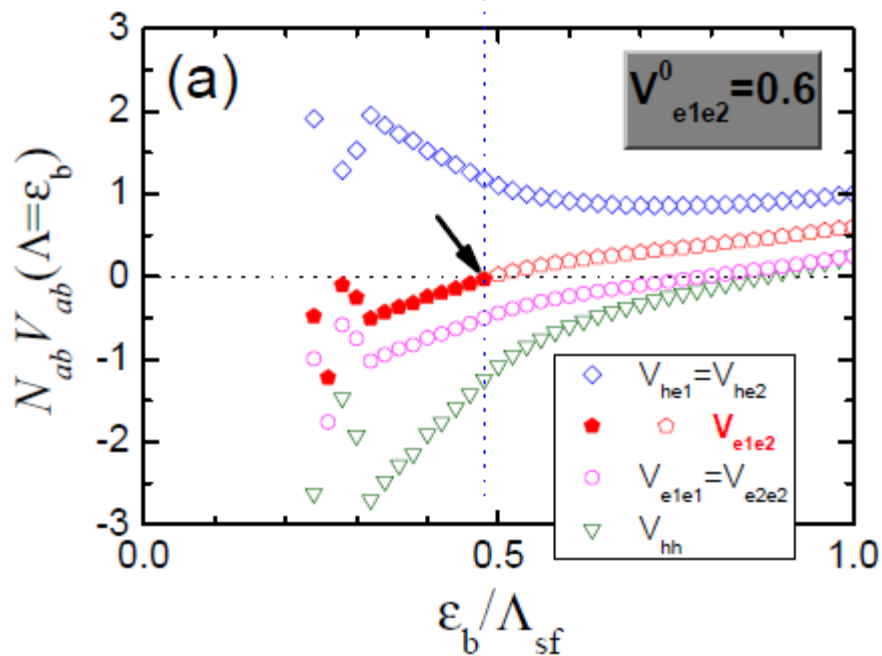 (a)
V⁰e1e2=0.6
3
2
1
0
-1
-2
-3
NabVab(Λ=εb)
Vhe1=Vhe2
Ve1e2
Ve1e1=Ve2e2
Vhh
0.0 0.5 1.0
εb/Λsf